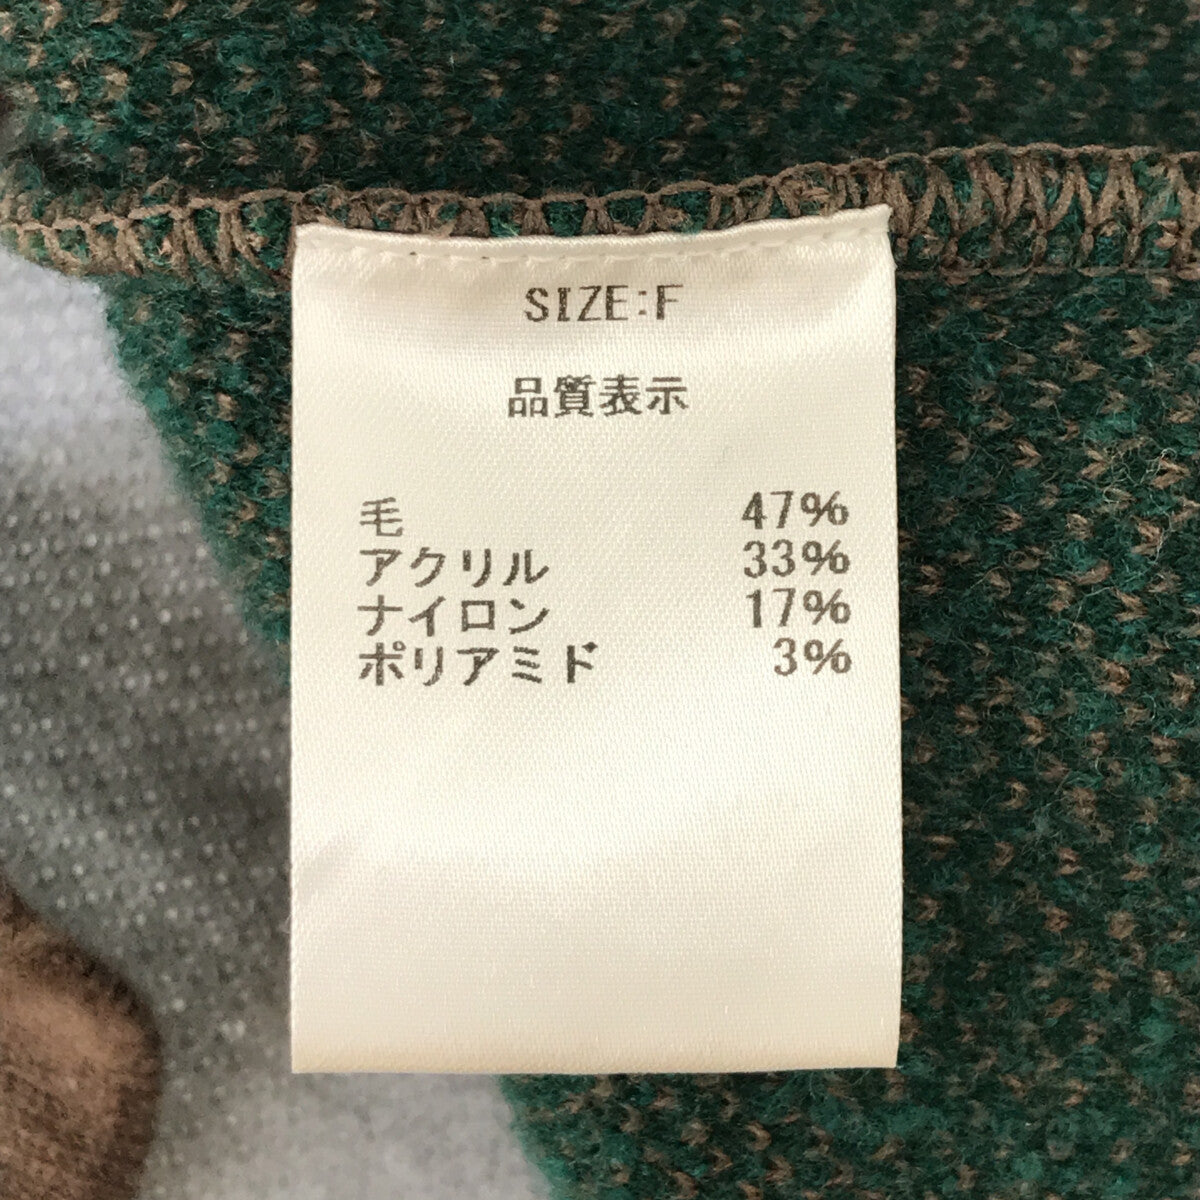 SIZE:F
品質表示
毛 47%
アクリル 33%
ナイロン 17%
ポリアミド 3%